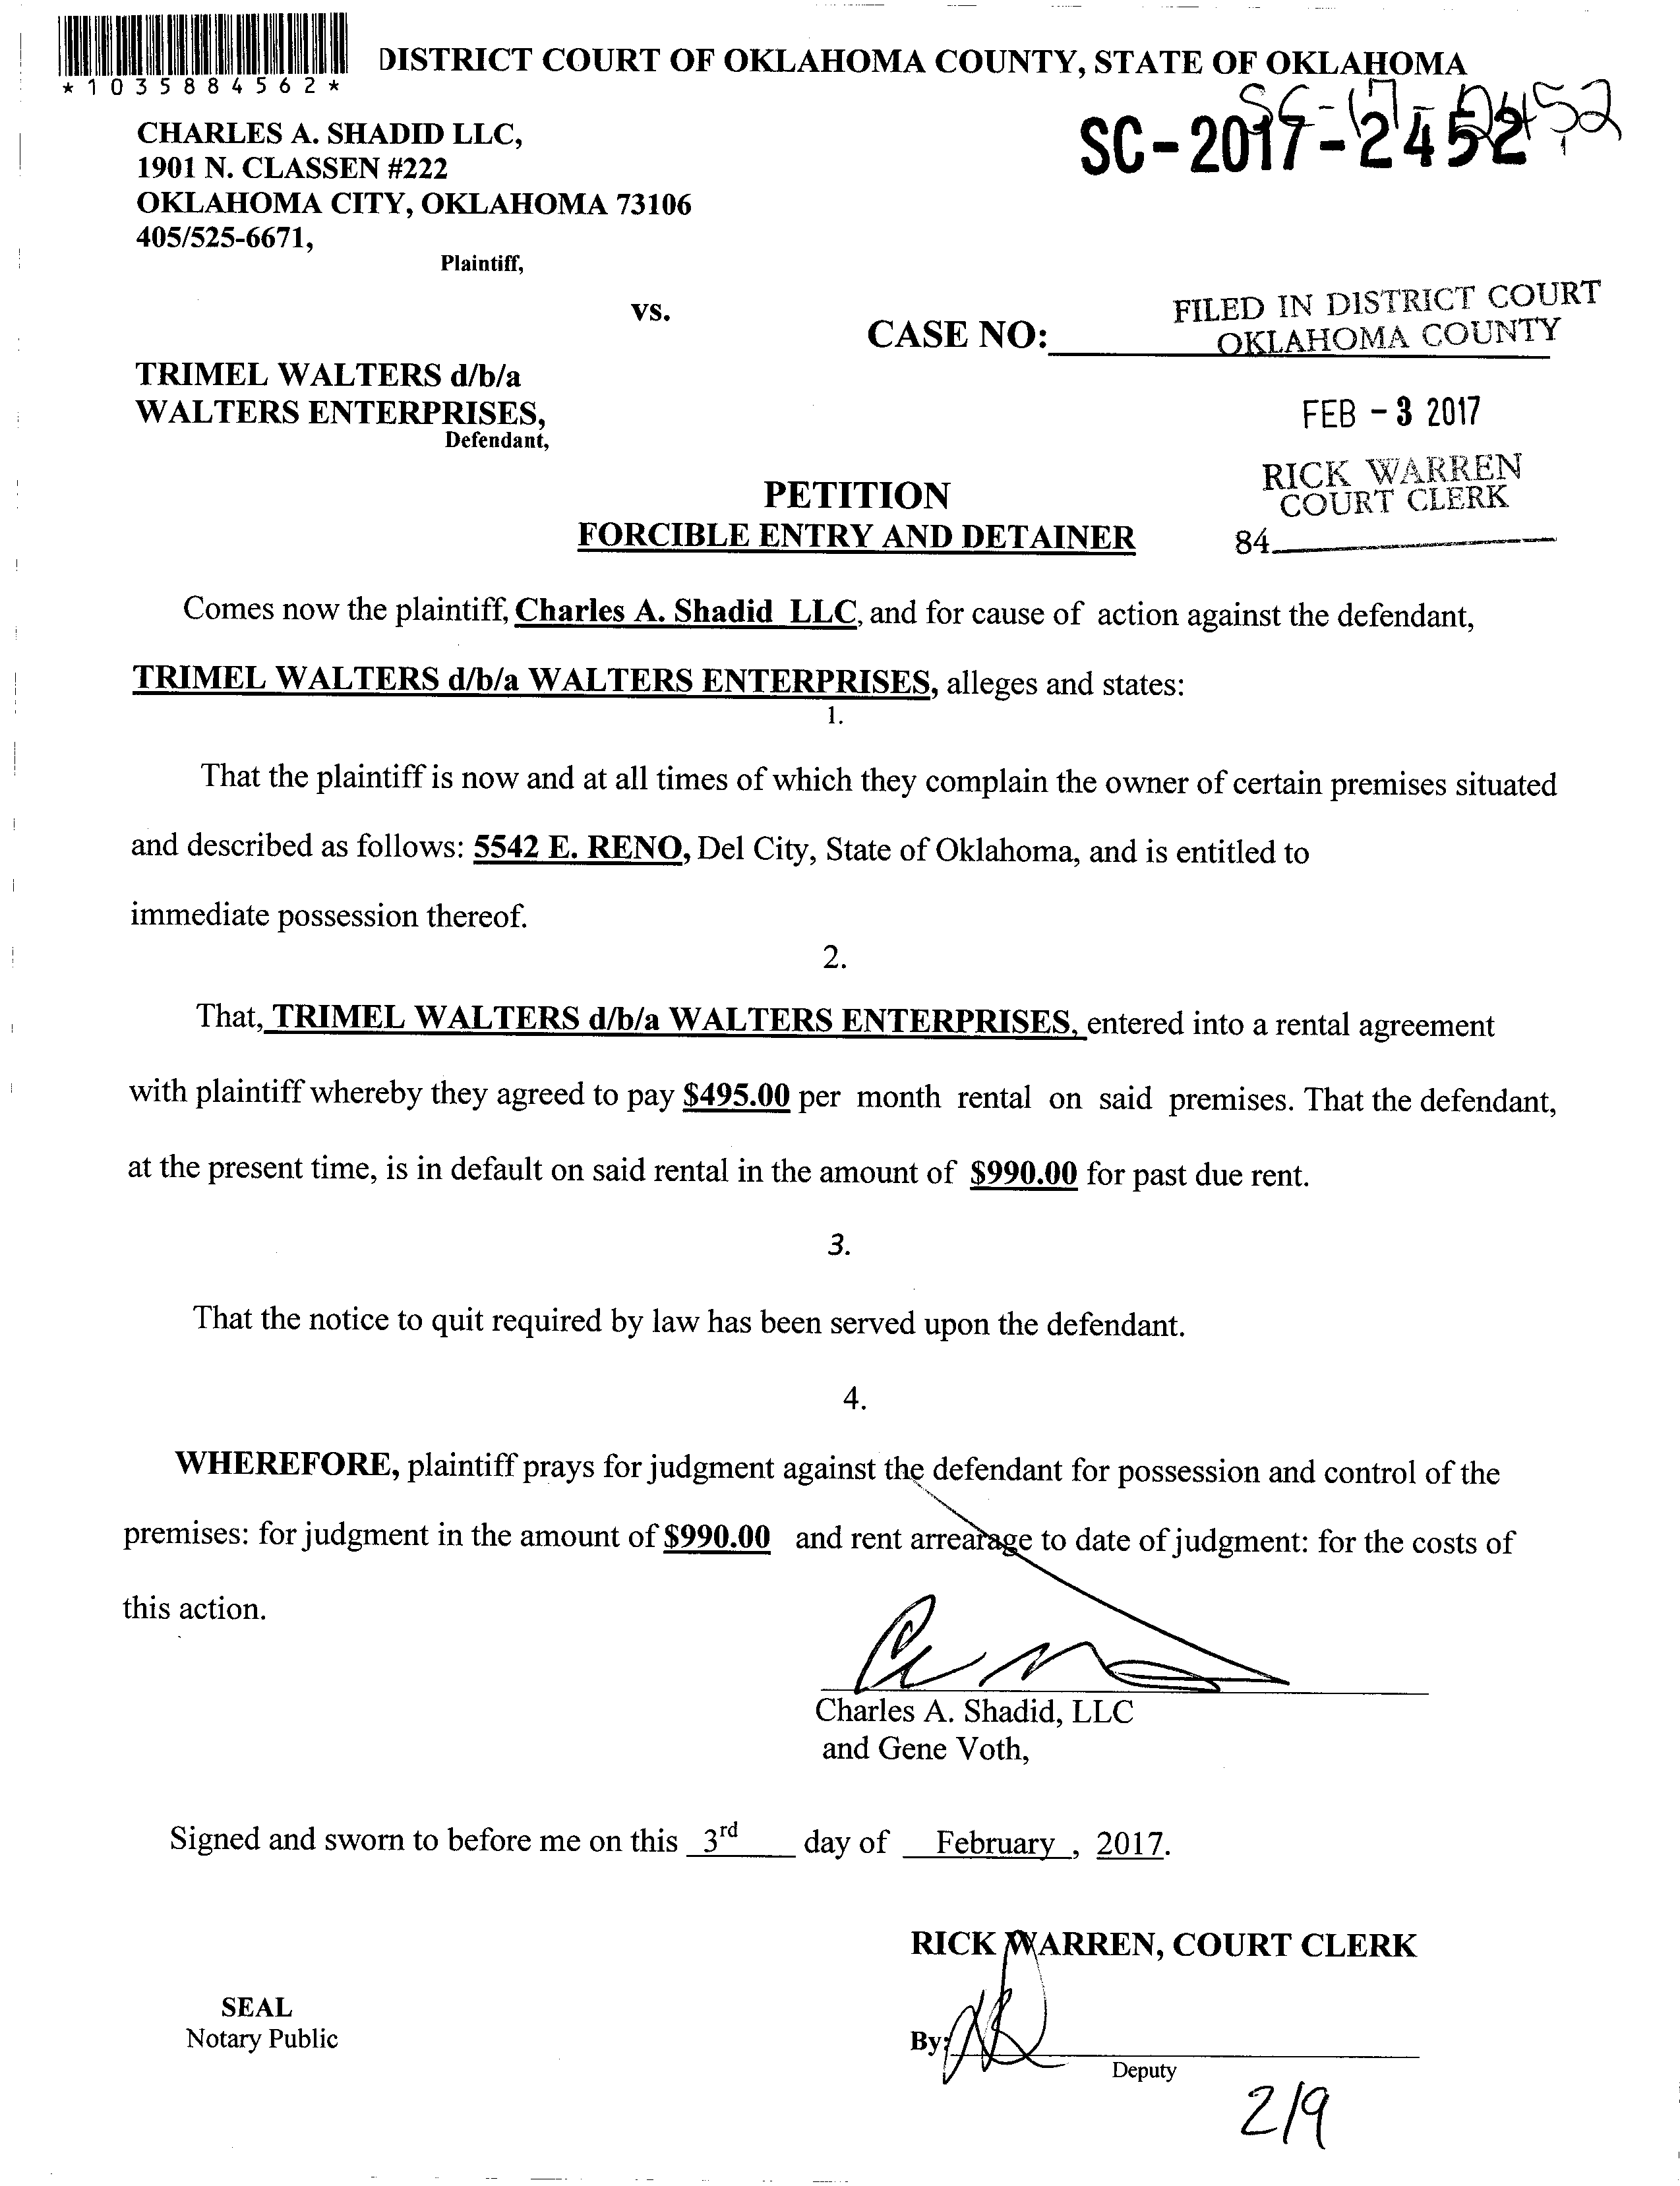 DISTRICT COURT OF OKLAHOMA COUNTY, STATE OF OKLAHOMA
*1035884562*
SC-17-2452
SC-2017-2452
CHARLES A. SHADID LLC,
1901 N. CLASSEN #222
OKLAHOMA CITY, OKLAHOMA 73106
405/525-6671,
Plaintiff,
vs.
CASE NO:
FILED IN DISTRICT COURT
OKLAHOMA COUNTY
TRIMEL WALTERS d/b/a
WALTERS ENTERPRISES,
Defendant,
FEB - 3 2017
RICK WARREN
COURT CLERK
84
PETITION
FORCIBLE ENTRY AND DETAINER
Comes now the plaintiff, Charles A. Shadid LLC, and for cause of action against the defendant,
TRIMEL WALTERS d/b/a WALTERS ENTERPRISES, alleges and states:
1.
That the plaintiff is now and at all times of which they complain the owner of certain premises situated
and described as follows: 5542 E. RENO, Del City, State of Oklahoma, and is entitled to
immediate possession thereof.
2.
That, TRIMEL WALTERS d/b/a WALTERS ENTERPRISES, entered into a rental agreement
with plaintiff whereby they agreed to pay $495.00 per month rental on said premises. That the defendant,
at the present time, is in default on said rental in the amount of $990.00 for past due rent.
3.
That the notice to quit required by law has been served upon the defendant.
4.
WHEREFORE, plaintiff prays for judgment against the defendant for possession and control of the
premises: for judgment in the amount of $990.00 and rent arrearage to date of judgment: for the costs of
this action.
Charles A. Shadid, LLC
and Gene Voth,
Signed and sworn to before me on this 3rd day of February , 2017.
RICK WARREN, COURT CLERK
SEAL
Notary Public
By:
Deputy
2/9